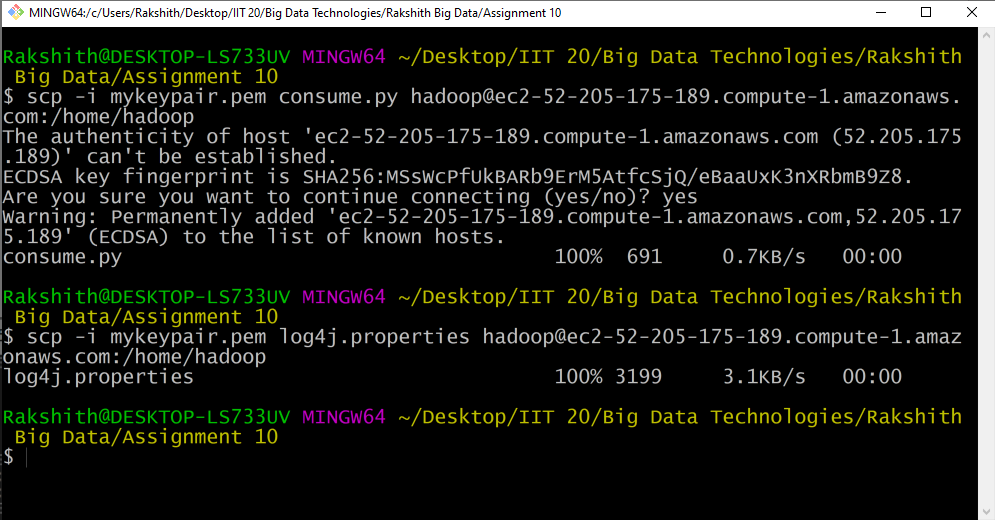 MINGW64:/c/Users/Rakshith/Desktop/IIT 20/Big Data Technologies/Rakshith Big Data/Assignment 10
Rakshith@DESKTOP-LS733UV MINGW64 ~/Desktop/IIT 20/Big Data Technologies/Rakshith
 Big Data/Assignment 10
$ scp -i mykeypair.pem consume.py hadoop@ec2-52-205-175-189.compute-1.amazonaws.
com:/home/hadoop
The authenticity of host 'ec2-52-205-175-189.compute-1.amazonaws.com (52.205.175
.189)' can't be established.
ECDSA key fingerprint is SHA256:MSsWcPfUkBARb9ErM5AtfcSjQ/eBaaUxK3nXRbmB9Z8.
Are you sure you want to continue connecting (yes/no)? yes
Warning: Permanently added 'ec2-52-205-175-189.compute-1.amazonaws.com,52.205.17
5.189' (ECDSA) to the list of known hosts.
consume.py                                    100%  691     0.7KB/s   00:00
Rakshith@DESKTOP-LS733UV MINGW64 ~/Desktop/IIT 20/Big Data Technologies/Rakshith
 Big Data/Assignment 10
$ scp -i mykeypair.pem log4j.properties hadoop@ec2-52-205-175-189.compute-1.amaz
onaws.com:/home/hadoop
log4j.properties                              100% 3199     3.1KB/s   00:00
Rakshith@DESKTOP-LS733UV MINGW64 ~/Desktop/IIT 20/Big Data Technologies/Rakshith
 Big Data/Assignment 10
$